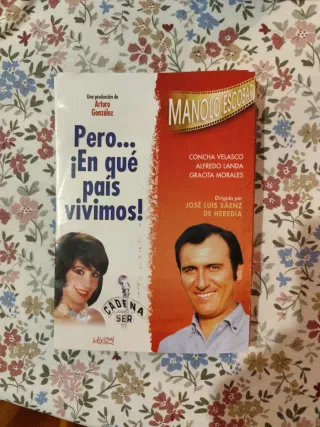 Una producción de
Arturo
González
Pero...
¡En qué
país
vivimos!
CADENA
SER
MANOLO ESCOBAR
CONCHA VELASCO
ALFREDO LANDA
GRACITA MORALES
Dirigida por
JOSÉ LUIS SÁENZ
DE HEREDIA